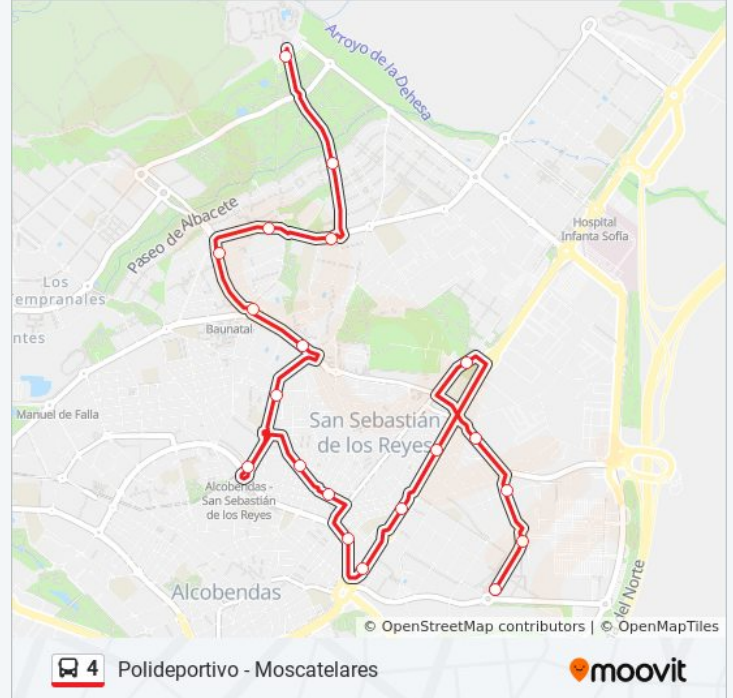 Arroyo de la Dehesa
Hospital
Infanta Sofía
Paseo de Albacete
Los
empranales
Baunatal
ntes
Manuel de Falla
San Sebastián
de los Reyes
Alcobendas -
San Sebastián
de los Reyes
Alcobendas
del Norte
© OpenStreetMap contributors | © OpenMapTiles
4 Polideportivo - Moscatelares
moovit